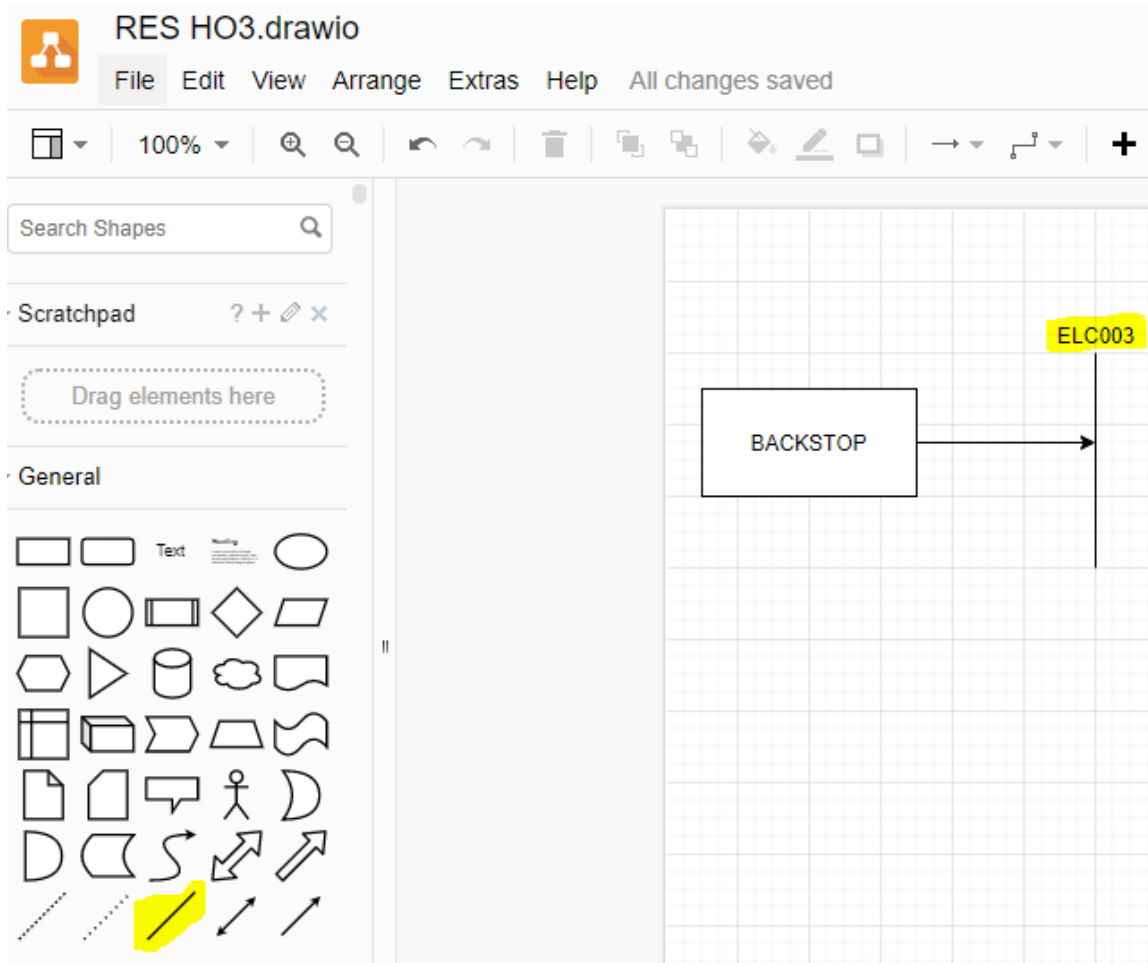 RES HO3.drawio
File Edit View Arrange Extras Help All changes saved
100%
Search Shapes
Scratchpad
Drag elements here
General
Text
Heading
ELC003
BACKSTOP